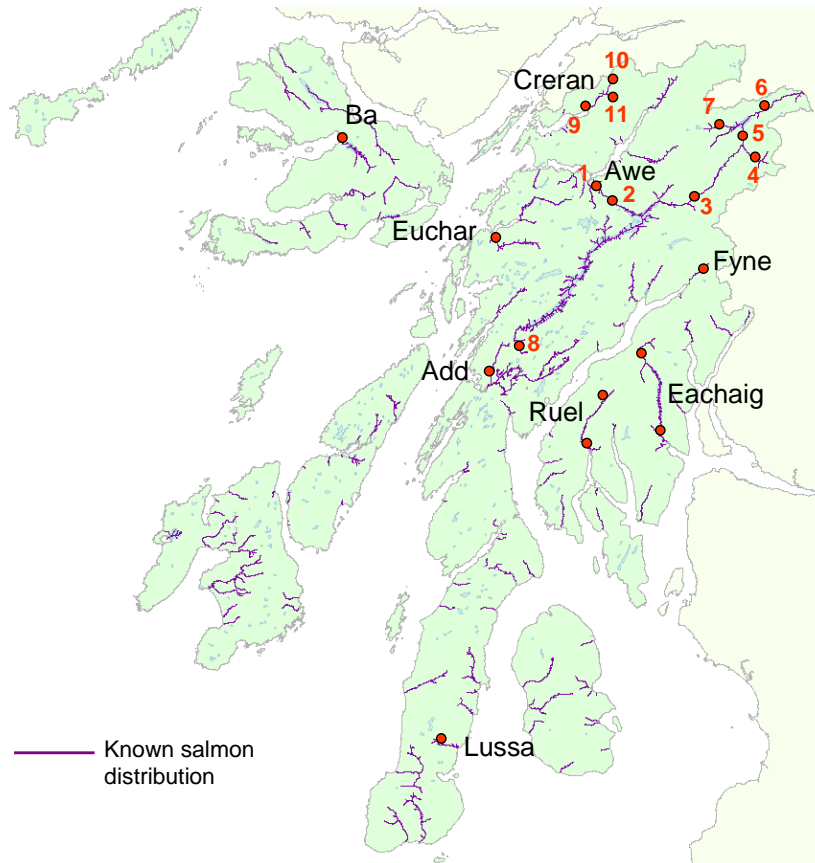 10
Creran
6
9
11
7
Ba
5
4
1
Awe
2
3
Euchar
Fyne
8
Add
Ruel
Eachaig
Lussa
Known salmon
distribution